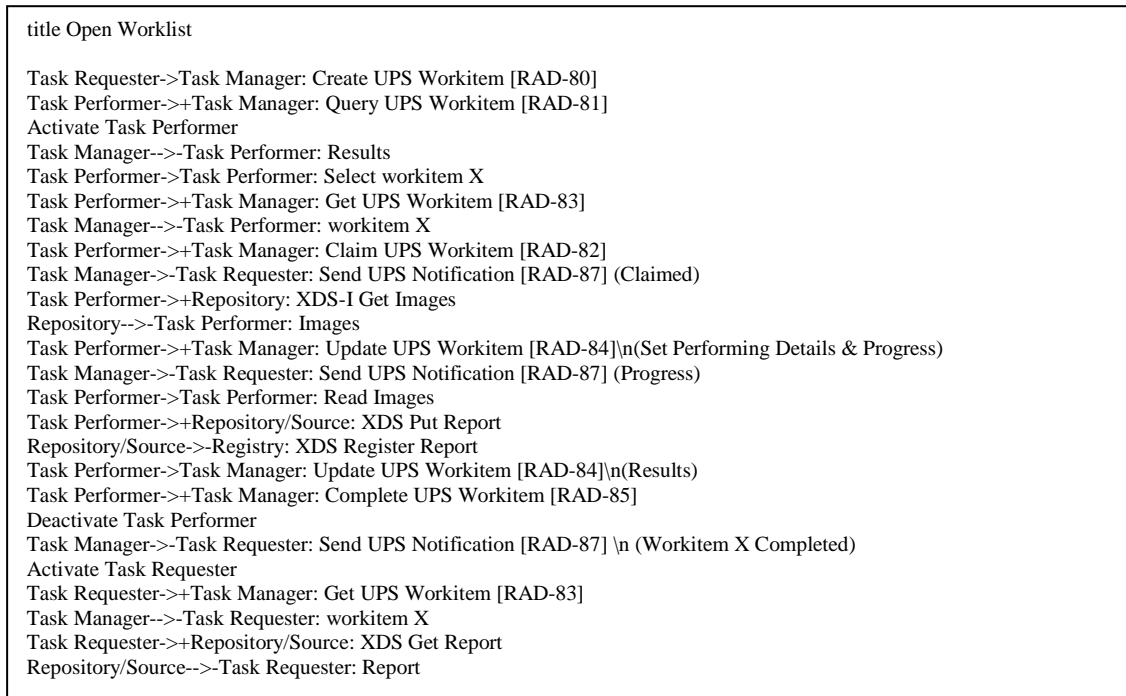 title Open Worklist
Task Requester->Task Manager: Create UPS Workitem [RAD-80]
Task Performer->+Task Manager: Query UPS Workitem [RAD-81]
Activate Task Performer
Task Manager-->-Task Performer: Results
Task Performer->Task Performer: Select workitem X
Task Performer->+Task Manager: Get UPS Workitem [RAD-83]
Task Manager-->-Task Performer: workitem X
Task Performer->+Task Manager: Claim UPS Workitem [RAD-82]
Task Manager->-Task Requester: Send UPS Notification [RAD-87] (Claimed)
Task Performer->+Repository: XDS-I Get Images
Repository-->-Task Performer: Images
Task Performer->+Task Manager: Update UPS Workitem [RAD-84]\n(Set Performing Details & Progress)
Task Manager->-Task Requester: Send UPS Notification [RAD-87] (Progress)
Task Performer->Task Performer: Read Images
Task Performer->+Repository/Source: XDS Put Report
Repository/Source->-Registry: XDS Register Report
Task Performer->Task Manager: Update UPS Workitem [RAD-84]\n(Results)
Task Performer->+Task Manager: Complete UPS Workitem [RAD-85]
Deactivate Task Performer
Task Manager->-Task Requester: Send UPS Notification [RAD-87] \n (Workitem X Completed)
Activate Task Requester
Task Requester->+Task Manager: Get UPS Workitem [RAD-83]
Task Manager-->-Task Requester: workitem X
Task Requester->+Repository/Source: XDS Get Report
Repository/Source-->-Task Requester: Report